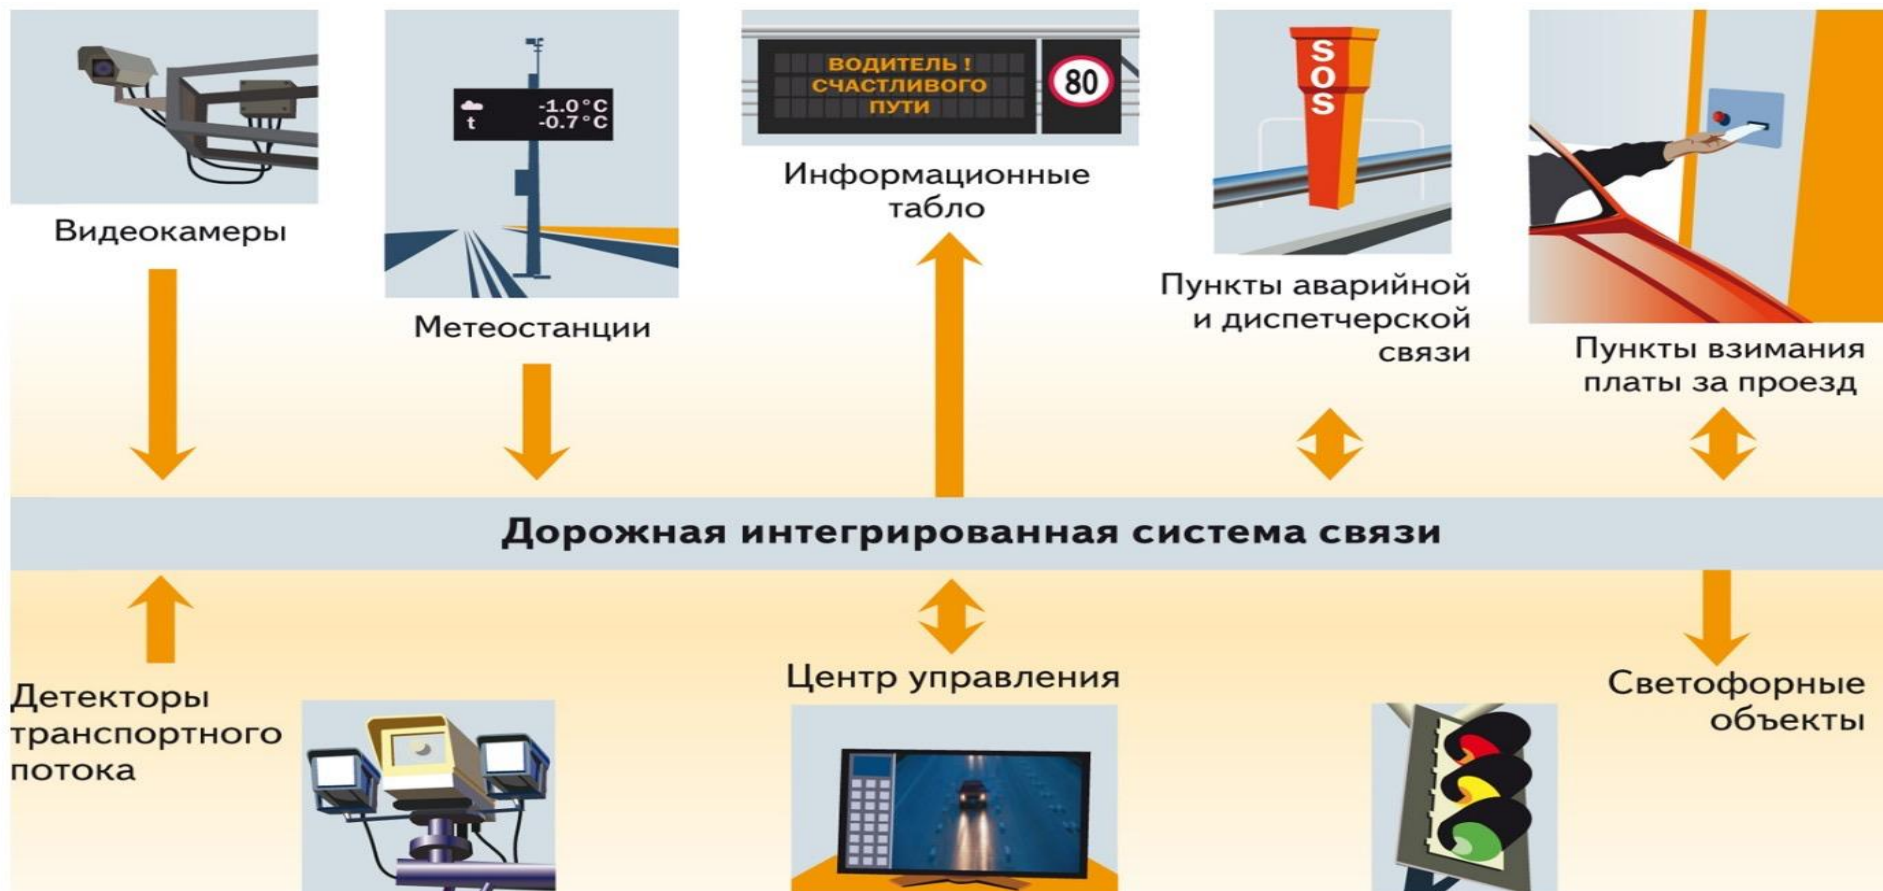 ВОДИТЕЛЬ !
СЧАСТЛИВОГО
ПУТИ
80
SOS
-1.0°C
t -0.7°C
Видеокамеры
Метеостанции
Информационные
табло
Пункты аварийной
и диспетчерской
связи
Пункты взимания
платы за проезд
Дорожная интегрированная система связи
Детекторы
транспортного
потока
Центр управления
Светофорные
объекты